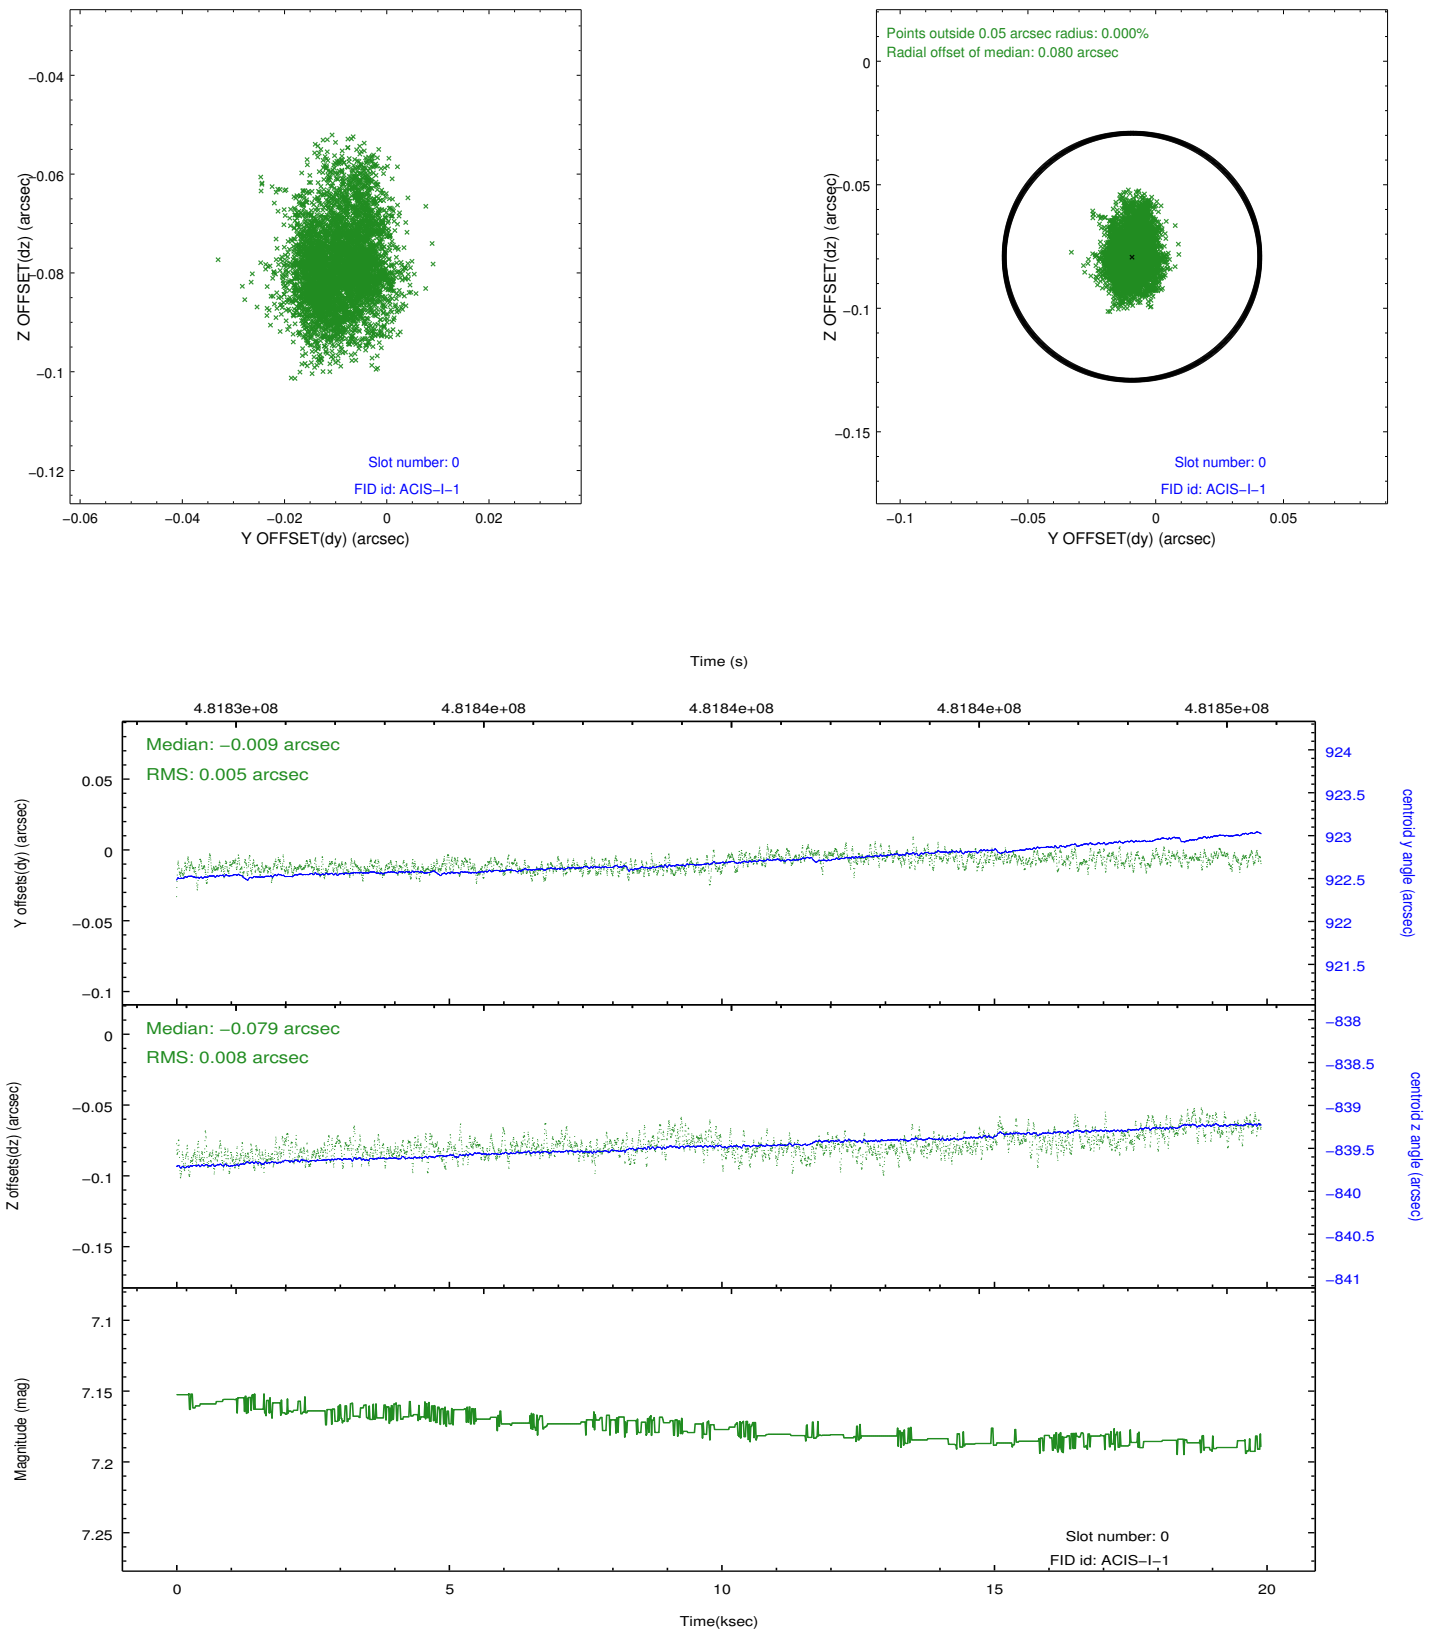 −0.04
−0.06
−0.08
−0.1
−0.12
Z OFFSET(dz) (arcsec)
Slot number: 0
FID id: ACIS−I−1
−0.06
−0.04
−0.02
0
0.02
Y OFFSET(dy) (arcsec)
Points outside 0.05 arcsec radius: 0.000%
Radial offset of median: 0.080 arcsec
0
−0.05
−0.1
−0.15
Z OFFSET(dz) (arcsec)
Slot number: 0
FID id: ACIS−I−1
−0.1
−0.05
0
0.05
Y OFFSET(dy) (arcsec)
Time (s)
4.8183e+08
4.8184e+08
4.8184e+08
4.8184e+08
4.8185e+08
Median: −0.009 arcsec
RMS: 0.005 arcsec
0.05
0
−0.05
−0.1
Y offsets(dy) (arcsec)
924
923.5
923
922.5
922
921.5
centroid y angle (arcsec)
Median: −0.079 arcsec
RMS: 0.008 arcsec
0
−0.05
−0.1
−0.15
Z offsets(dz) (arcsec)
−838
−838.5
−839
−839.5
−840
−840.5
−841
centroid z angle (arcsec)
7.1
7.15
7.2
7.25
Magnitude (mag)
Slot number: 0
FID id: ACIS−I−1
0
5
10
15
20
Time(ksec)